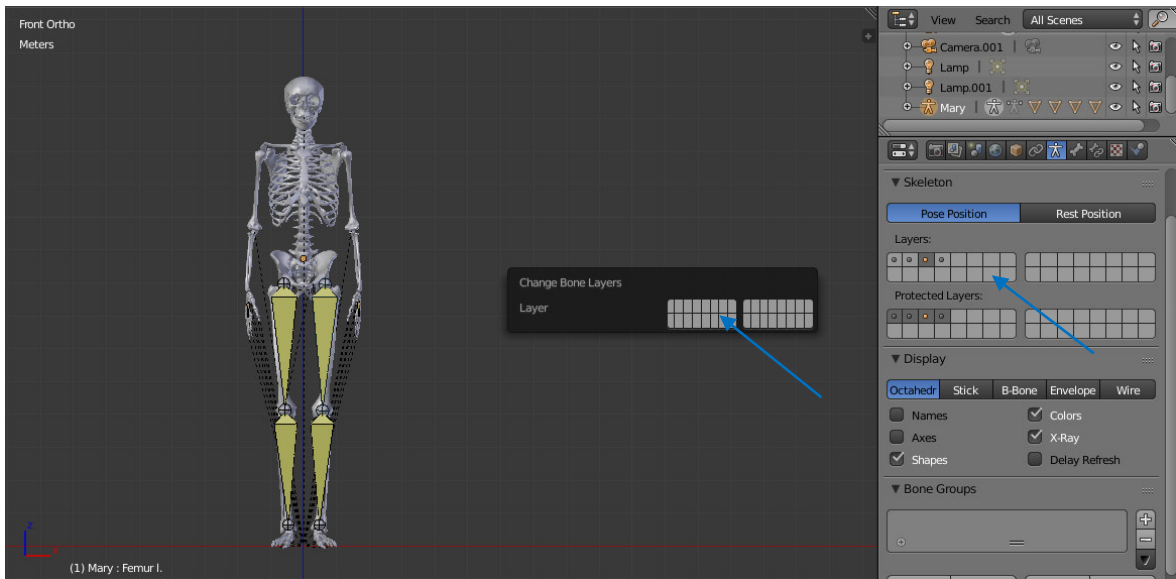 Front Ortho
Meters
(1) Mary : Femur l.
Change Bone Layers
Layer
View Search All Scenes
Camera.001
Lamp
Lamp.001
Mary
Skeleton
Pose Position Rest Position
Layers:
Protected Layers:
Display
Octahedr Stick B-Bone Envelope Wire
Names Colors
Axes X-Ray
Shapes Delay Refresh
Bone Groups
z
x